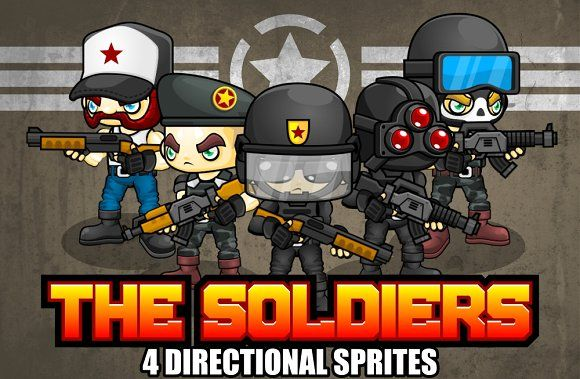 THE SOLDIERS
4 DIRECTIONAL SPRITES